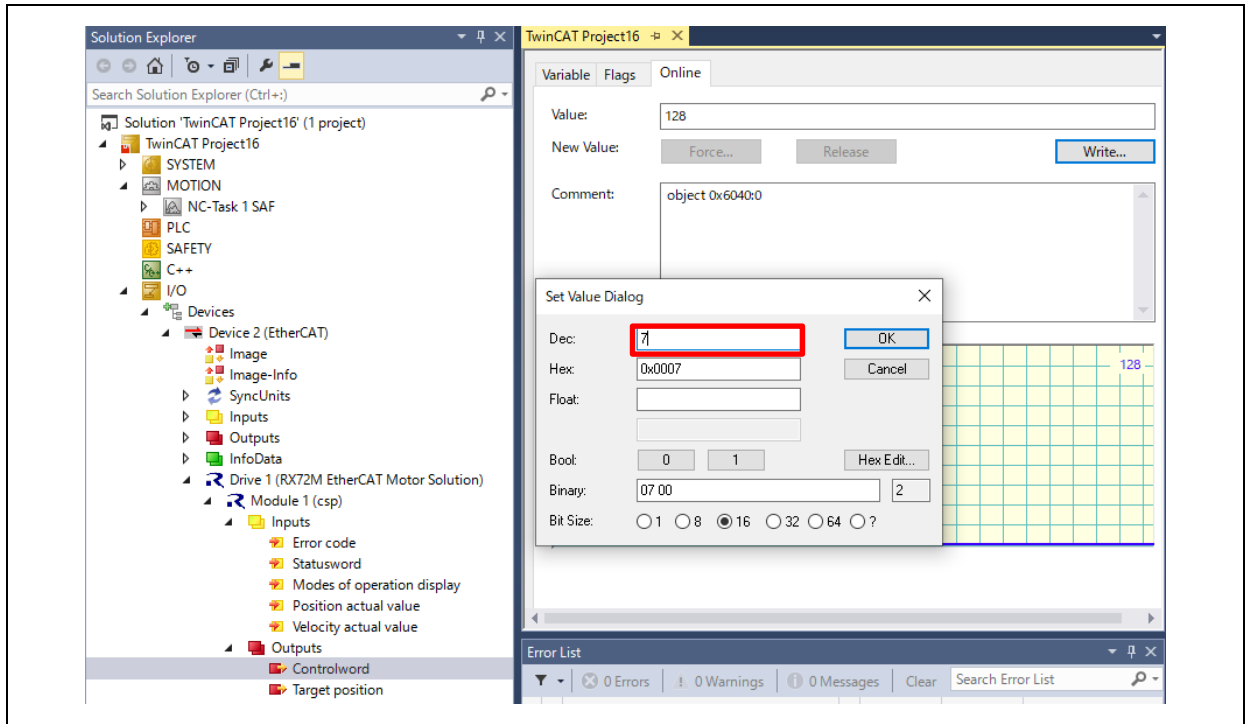 Solution Explorer
Search Solution Explorer (Ctrl+:)
Solution 'TwinCAT Project16' (1 project)
TwinCAT Project16
SYSTEM
MOTION
NC-Task 1 SAF
PLC
SAFETY
C++
I/O
Devices
Device 2 (EtherCAT)
Image
Image-Info
SyncUnits
Inputs
Outputs
InfoData
Drive 1 (RX72M EtherCAT Motor Solution)
Module 1 (csp)
Inputs
Error code
Statusword
Modes of operation display
Position actual value
Velocity actual value
Outputs
Controlword
Target position
TwinCAT Project16
Variable Flags Online
Value: 128
New Value: Force... Release Write...
Comment: object 0x6040:0
Set Value Dialog
Dec: 7 OK
Hex: 0x0007 Cancel
Float:
Bool: 0 1 Hex Edit...
Binary: 07 00 2
Bit Size: 1 8 16 32 64 ?
128
Error List
0 Errors 0 Warnings 0 Messages Clear Search Error List